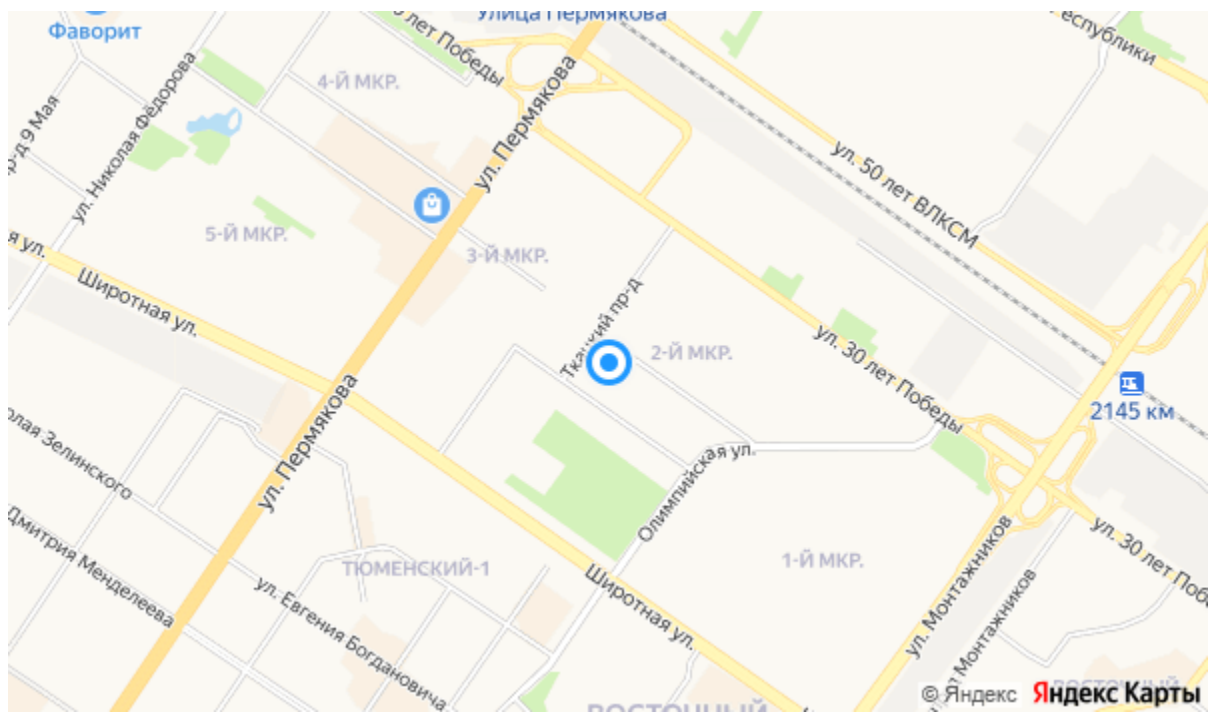 Улица Пермякова
Фаворит
30 лет Победы
Республики
4-Й МКР.
ул. Пермякова
пр-д 9 Мая
ул. Николая Фёдорова
ул. 50 лет ВЛКСМ
5-Й МКР.
3-Й МКР.
Широтная ул.
Ткацкий пр-д
2-Й МКР.
ул. 30 лет Победы
2145 км
ул. Пермякова
Зелинского
Олимпийская ул.
Дмитрия Менделеева
ТЮМЕНСКИЙ-1
1-Й МКР.
ул. 30 лет Побе
Широтная ул.
ул. Монтажников
Монтажников
ул. Евгения Богдановича
ВОСТОЧНЫЙ
ВОСТОЧНЫЙ
© Яндекс Яндекс Карты